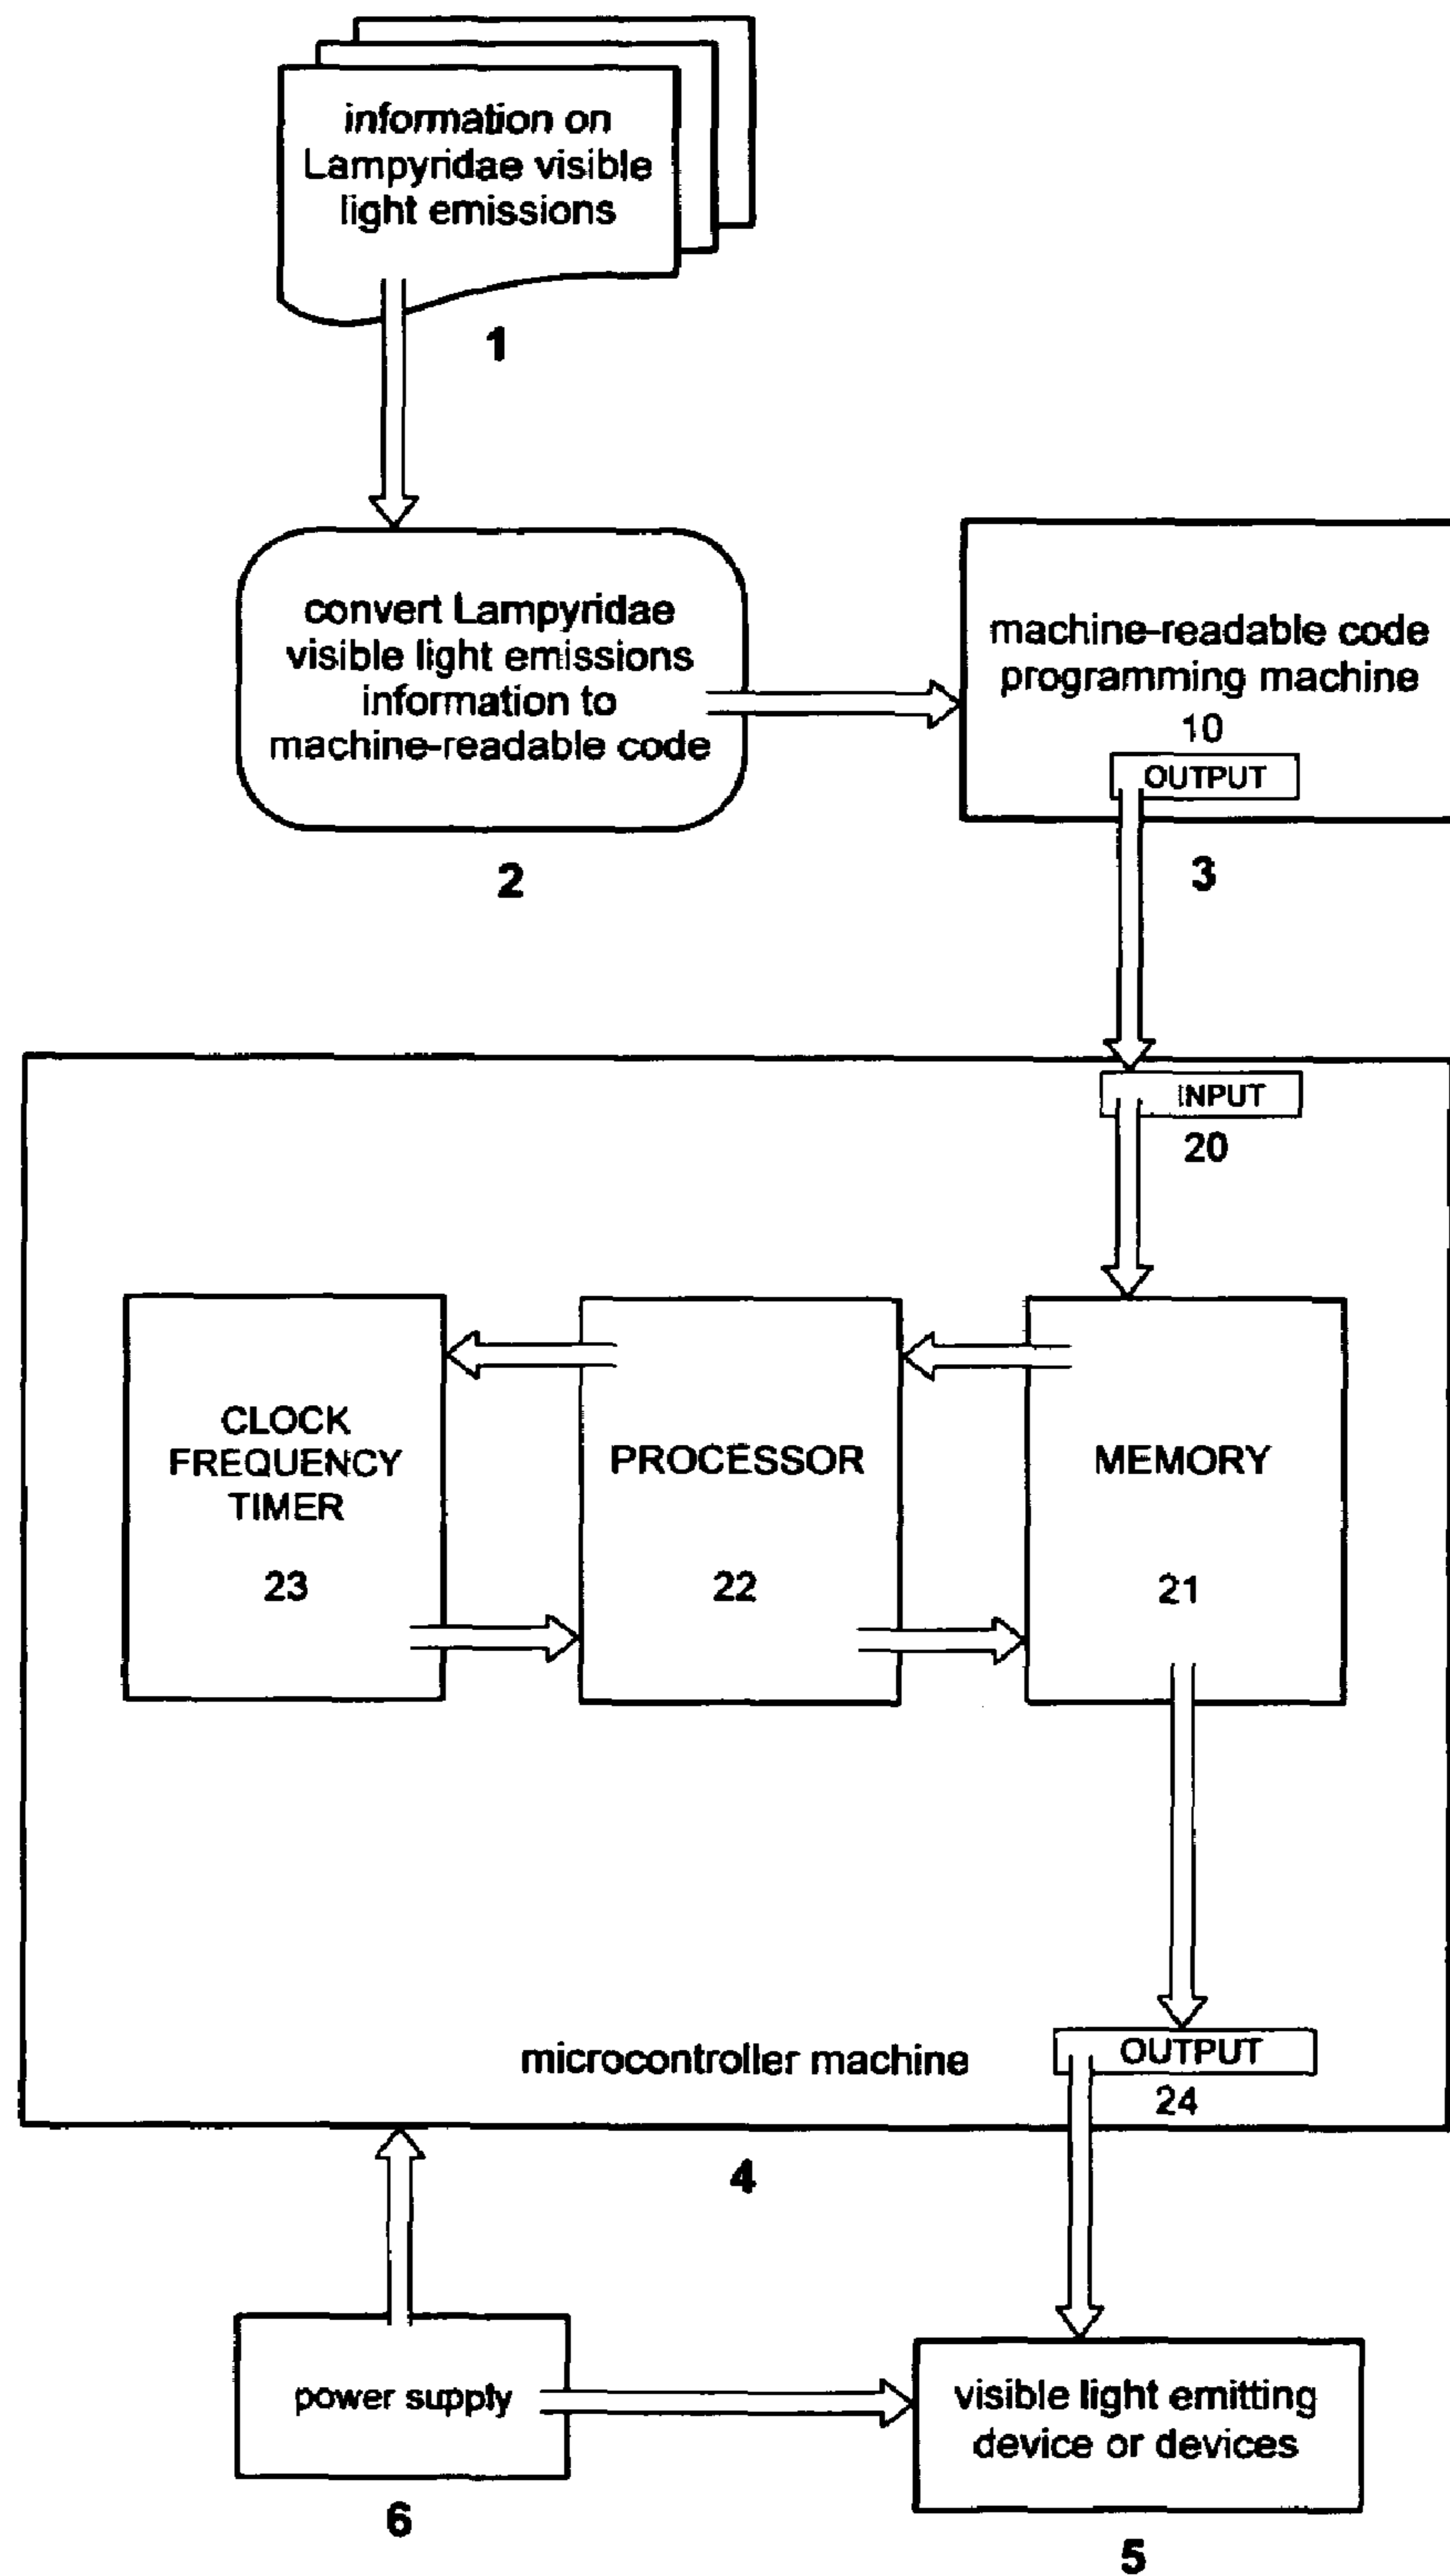 information on
Lampyridae visible
light emissions
1
convert Lampyridae
visible light emissions
information to
machine-readable code
2
machine-readable code
programming machine
10
OUTPUT
3
INPUT
20
CLOCK
FREQUENCY
TIMER
23
PROCESSOR
22
MEMORY
21
microcontroller machine
OUTPUT
24
4
power supply
6
visible light emitting
device or devices
5